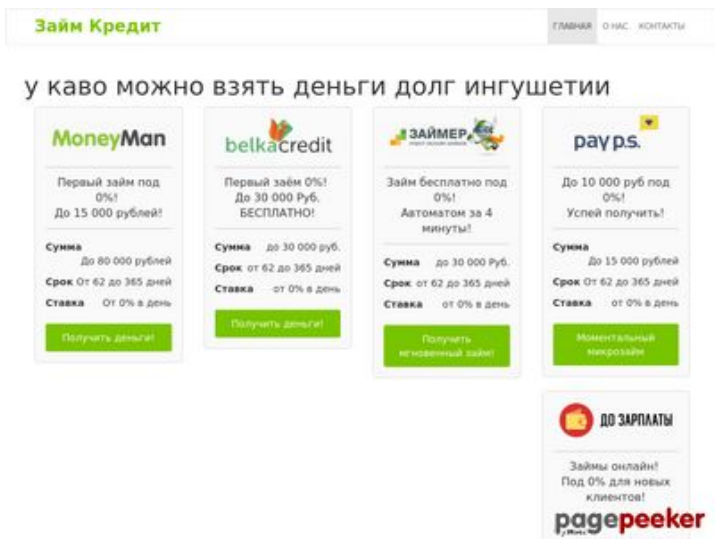 Займ Кредит
ГЛАВНАЯ О НАС КОНТАКТЫ
у каво можно взять деньги долг ингушетии
MoneyMan
Первый займ под
0%!
До 15 000 рублей!
Сумма
До 80 000 рублей
Срок От 62 до 365 дней
Ставка От 0% в день
Получить деньги!
belkacredit
Первый заём 0%!
До 30 000 Руб.
БЕСПЛАТНО!
Сумма до 30 000 руб.
Срок от 62 до 365 дней
Ставка от 0% в день
Получить деньги!
ЗАЙМЕР
Займ бесплатно под
0%!
Автоматом за 4
минуты!
Сумма до 30 000 Руб.
Срок от 62 до 365 дней
Ставка от 0% в день
Получить
мгновенный займ!
pay p.s.
До 10 000 руб под
0%!
Успей получить!
Сумма
До 15 000 рублей
Срок От 62 до 365 дней
Ставка от 0% в день
Моментальный
микрозайм
ДО ЗАРПЛАТЫ
Займы онлайн!
Под 0% для новых
клиентов!
pagepeeker